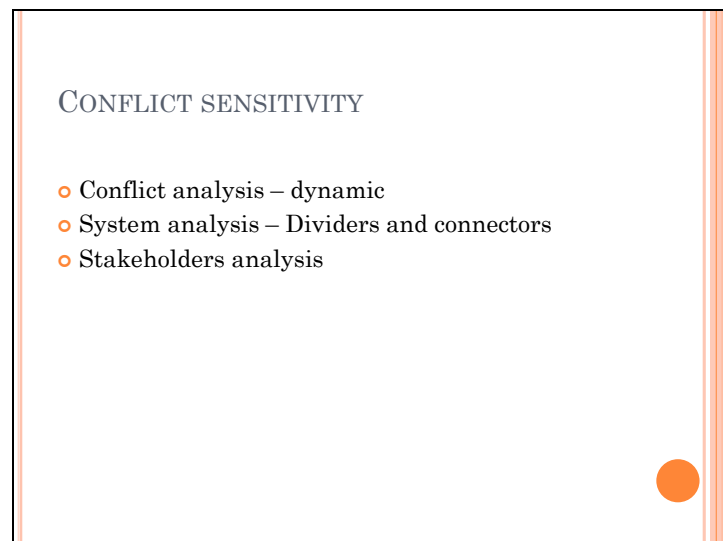 CONFLICT SENSITIVITY
Conflict analysis – dynamic
System analysis – Dividers and connectors
Stakeholders analysis